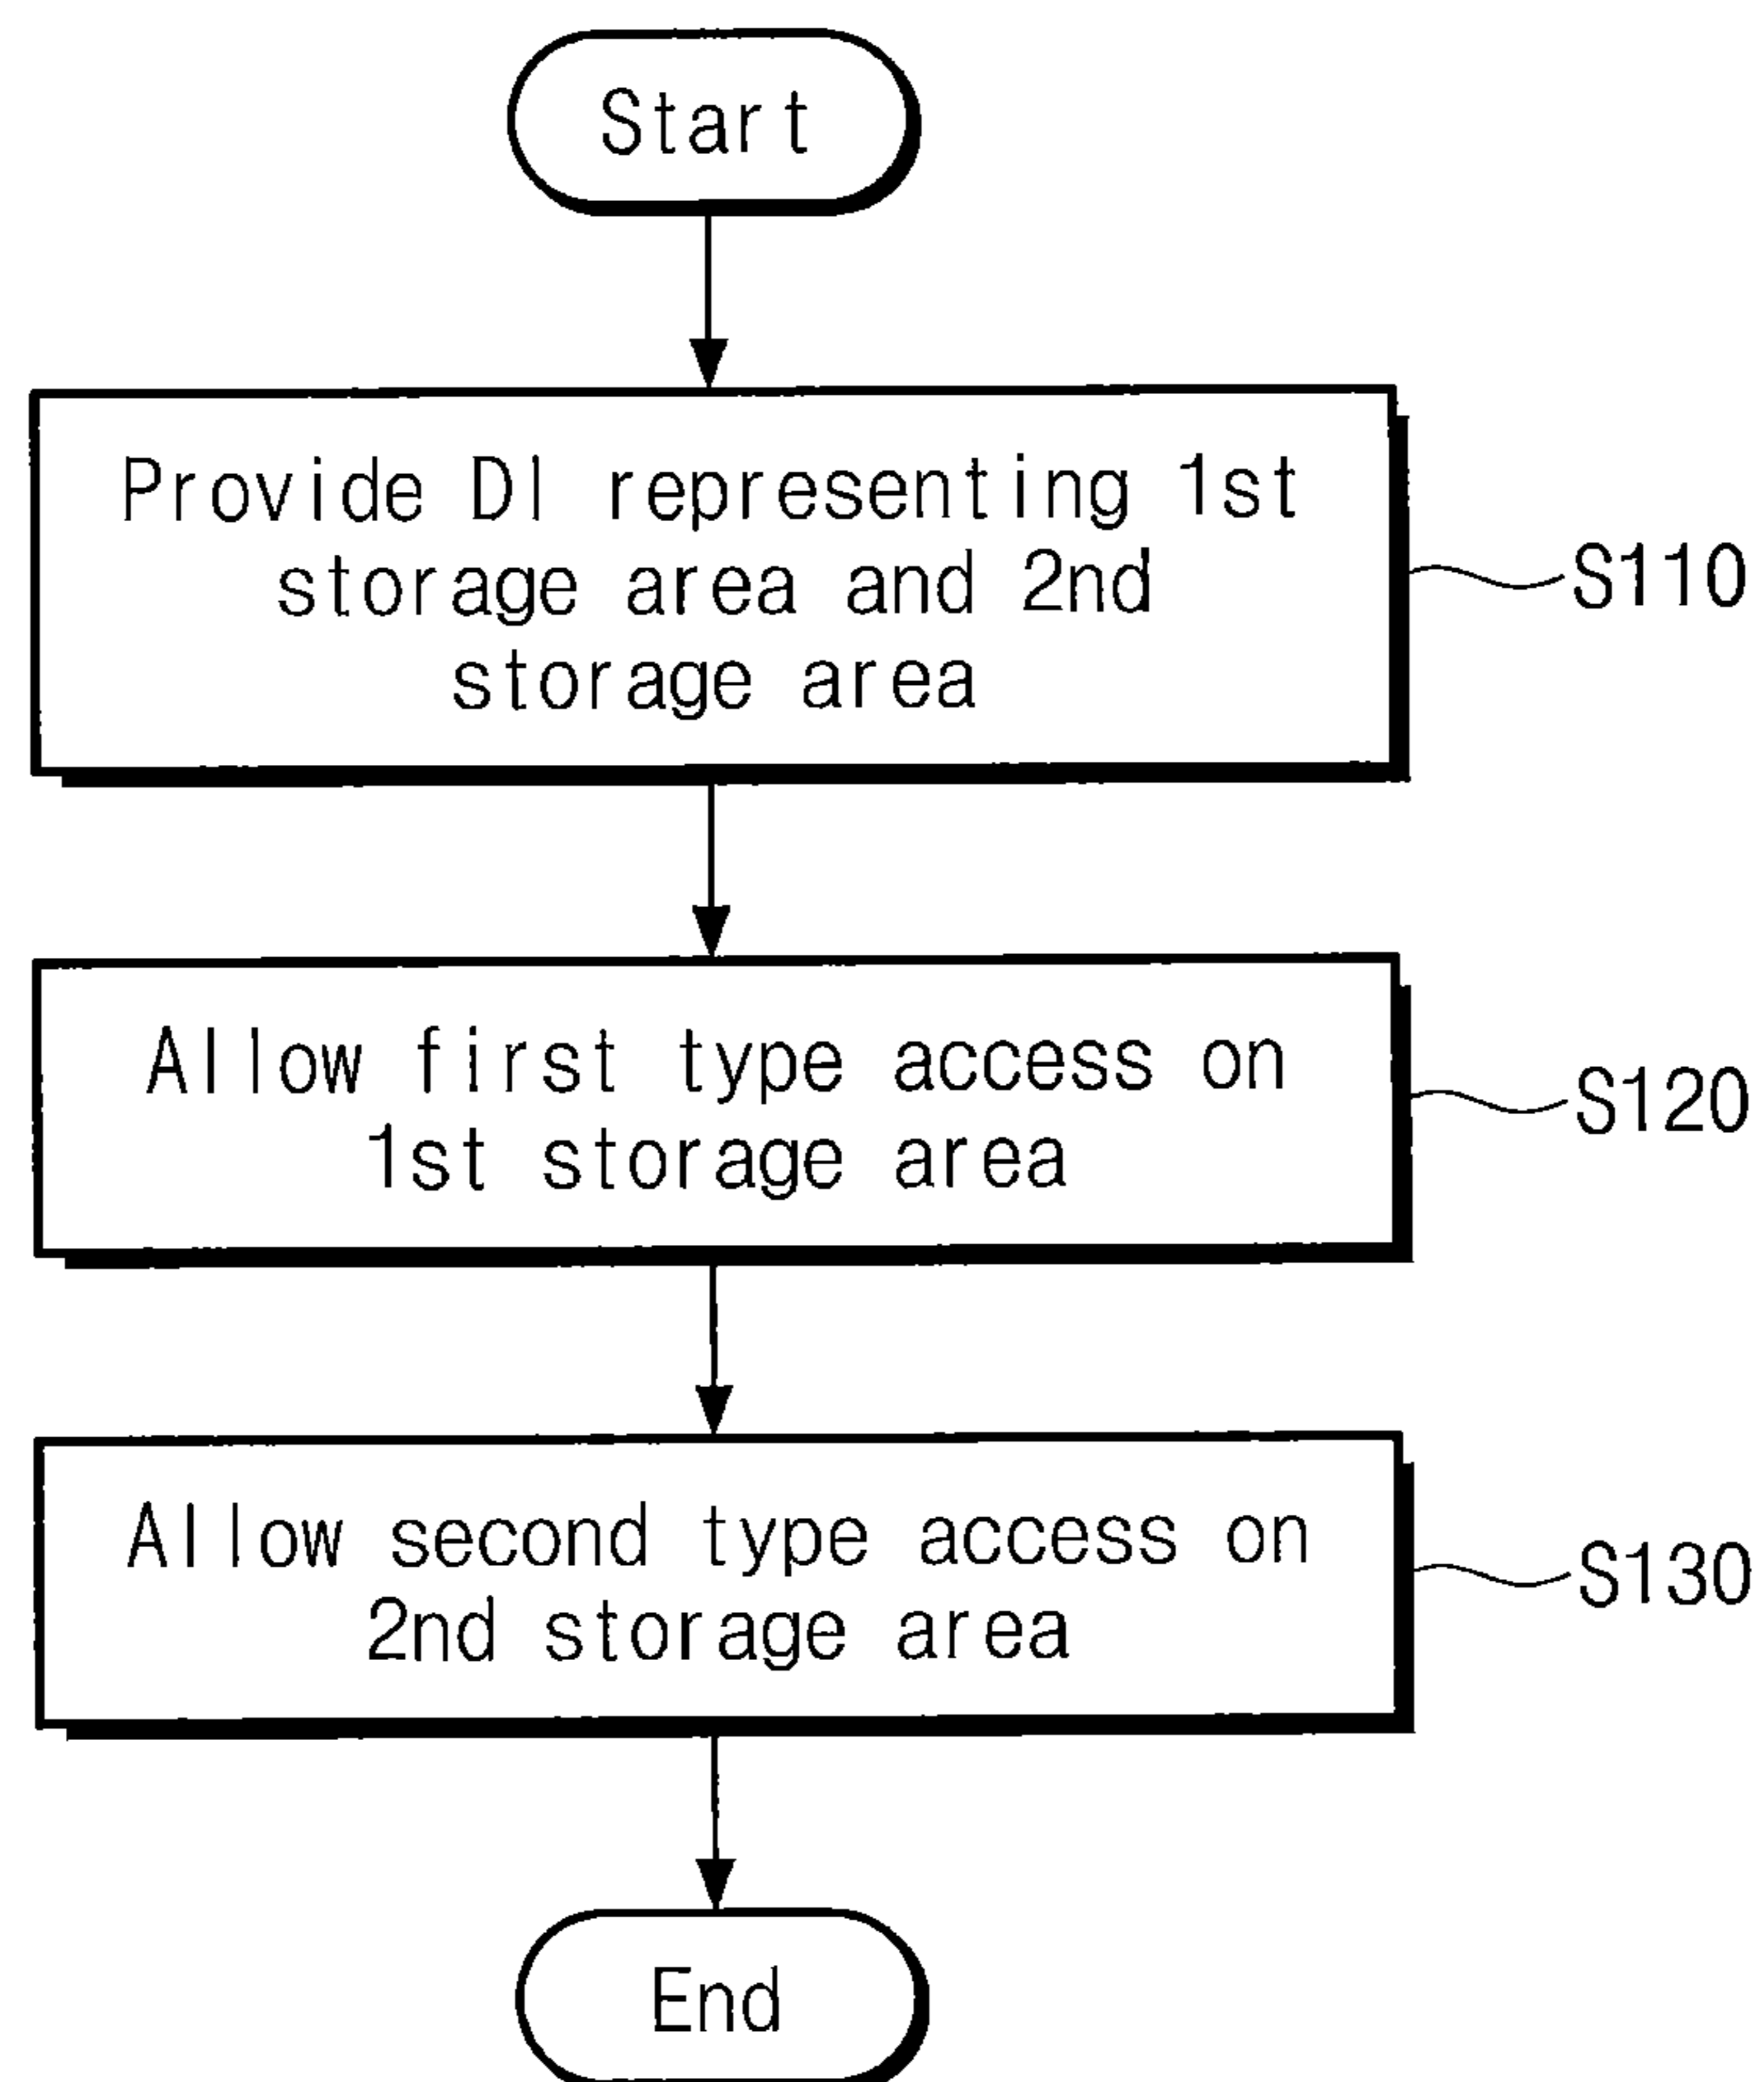 Start
Provide DI representing 1st
storage area and 2nd
storage area
S110
Allow first type access on
1st storage area
S120
Allow second type access on
2nd storage area
S130
End